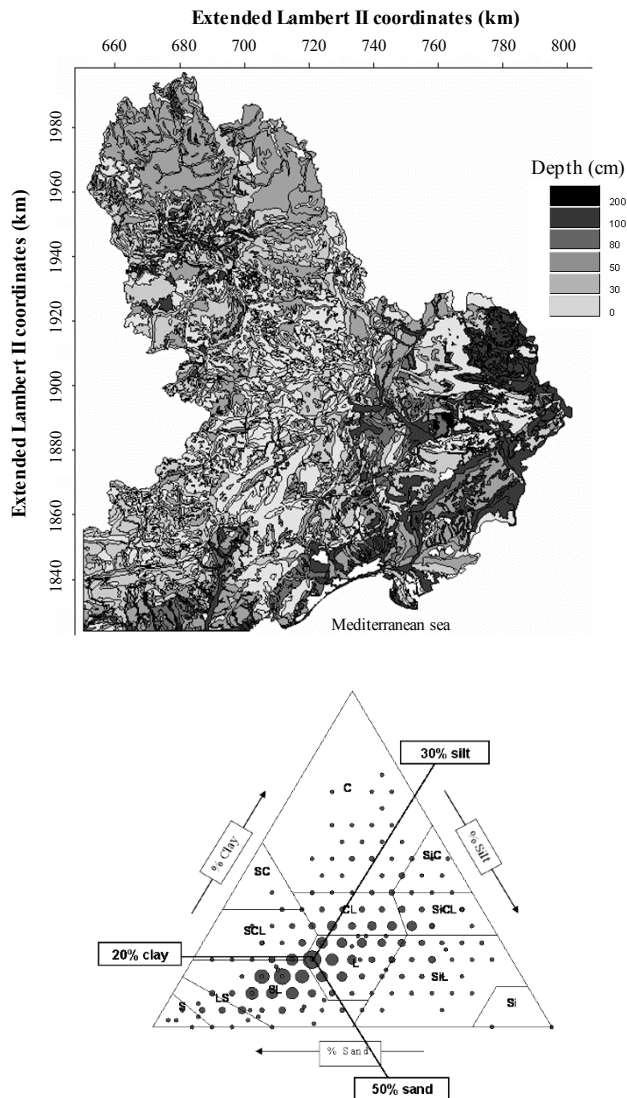 Extended Lambert II coordinates (km)
660 680 700 720 740 760 780 800
Extended Lambert II coordinates (km)
1980
1960
1940
1920
1900
1880
1860
1840
Depth (cm)
200
100
80
50
30
0
Mediterranean sea
30% silt
C
% Clay
% Silt
SC
SiC
CL
SiCL
SCL
20% clay
L
SiL
SL
LS
S
Si
% Sand
50% sand